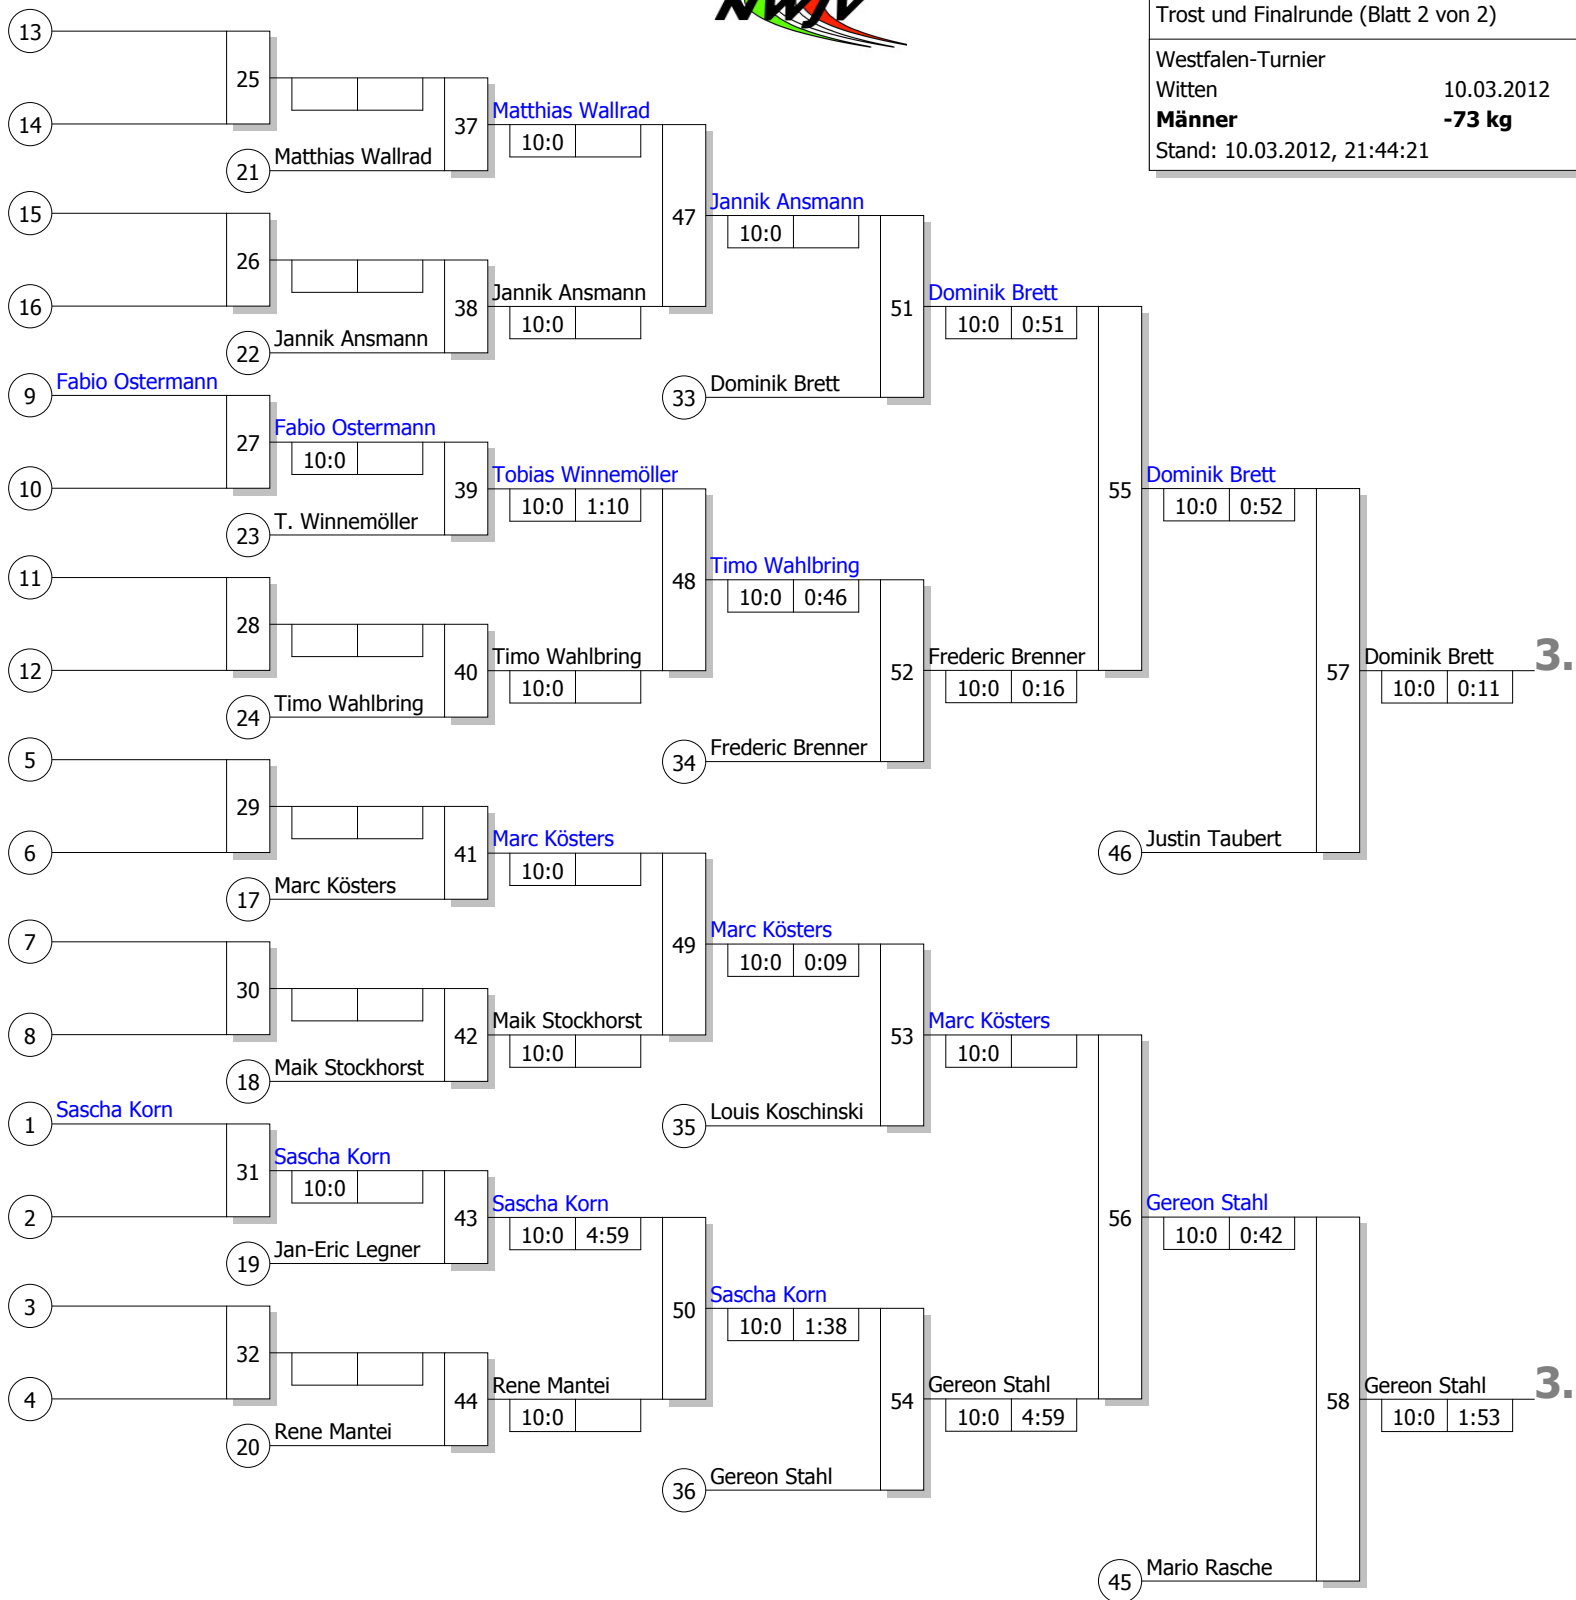 NWJV
Trost und Finalrunde (Blatt 2 von 2)
Westfalen-Turnier
Witten 10.03.2012
Männer -73 kg
Stand: 10.03.2012, 21:44:21
13
25
14
37
Matthias Wallrad
10:0
21
Matthias Wallrad
15
26
16
47
Jannik Ansmann
10:0
38
Jannik Ansmann
10:0
22
Jannik Ansmann
51
Dominik Brett
10:0 0:51
33
Dominik Brett
9
Fabio Ostermann
27
Fabio Ostermann
10:0
10
39
Tobias Winnemöller
10:0 1:10
23
T. Winnemöller
55
Dominik Brett
10:0 0:52
11
28
12
48
Timo Wahlbring
10:0 0:46
40
Timo Wahlbring
10:0
24
Timo Wahlbring
52
Frederic Brenner
10:0 0:16
34
Frederic Brenner
57
Dominik Brett
10:0 0:11
3.
46
Justin Taubert
5
29
6
41
Marc Kösters
10:0
17
Marc Kösters
7
30
8
49
Marc Kösters
10:0 0:09
42
Maik Stockhorst
10:0
18
Maik Stockhorst
53
Marc Kösters
10:0
35
Louis Koschinski
1
Sascha Korn
31
Sascha Korn
10:0
2
43
Sascha Korn
10:0 4:59
19
Jan-Eric Legner
56
Gereon Stahl
10:0 0:42
3
32
4
50
Sascha Korn
10:0 1:38
44
Rene Mantei
10:0
20
Rene Mantei
54
Gereon Stahl
10:0 4:59
36
Gereon Stahl
58
Gereon Stahl
10:0 1:53
3.
45
Mario Rasche